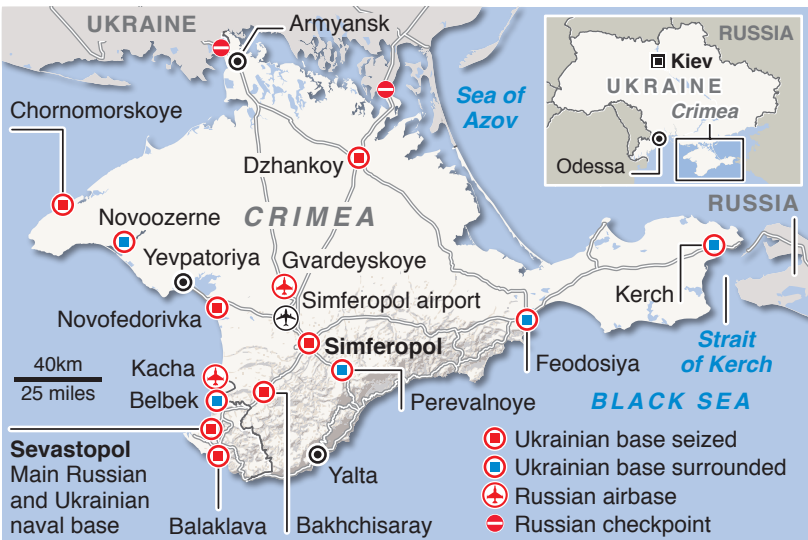 UKRAINE
Armyansk
Chornomorskoye
Sea of
Azov
Dzhankoy
CRIMEA
Novoozerne
Yevpatoriya
Gvardeyskoye
Simferopol airport
Novofedorivka
Simferopol
40km
25 miles
Kacha
Belbek
Sevastopol
Main Russian
and Ukrainian
naval base
Balaklava
Bakhchisaray
Yalta
Perevalnoye
Feodosiya
Kerch
Strait
of Kerch
BLACK SEA
RUSSIA
RUSSIA
Kiev
UKRAINE
Crimea
Odessa
Ukrainian base seized
Ukrainian base surrounded
Russian airbase
Russian checkpoint